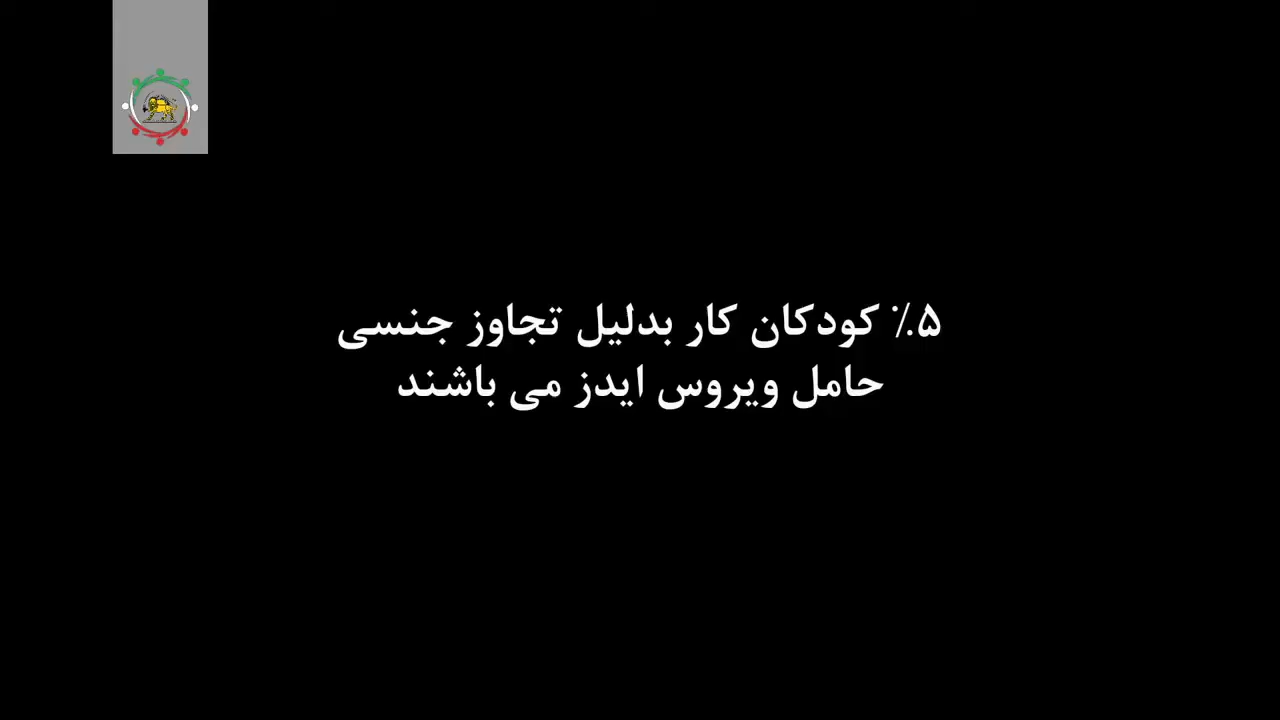 ۵٪ کودکان کار بدلیل تجاوز جنسی
حامل ویروس ایدز می باشند